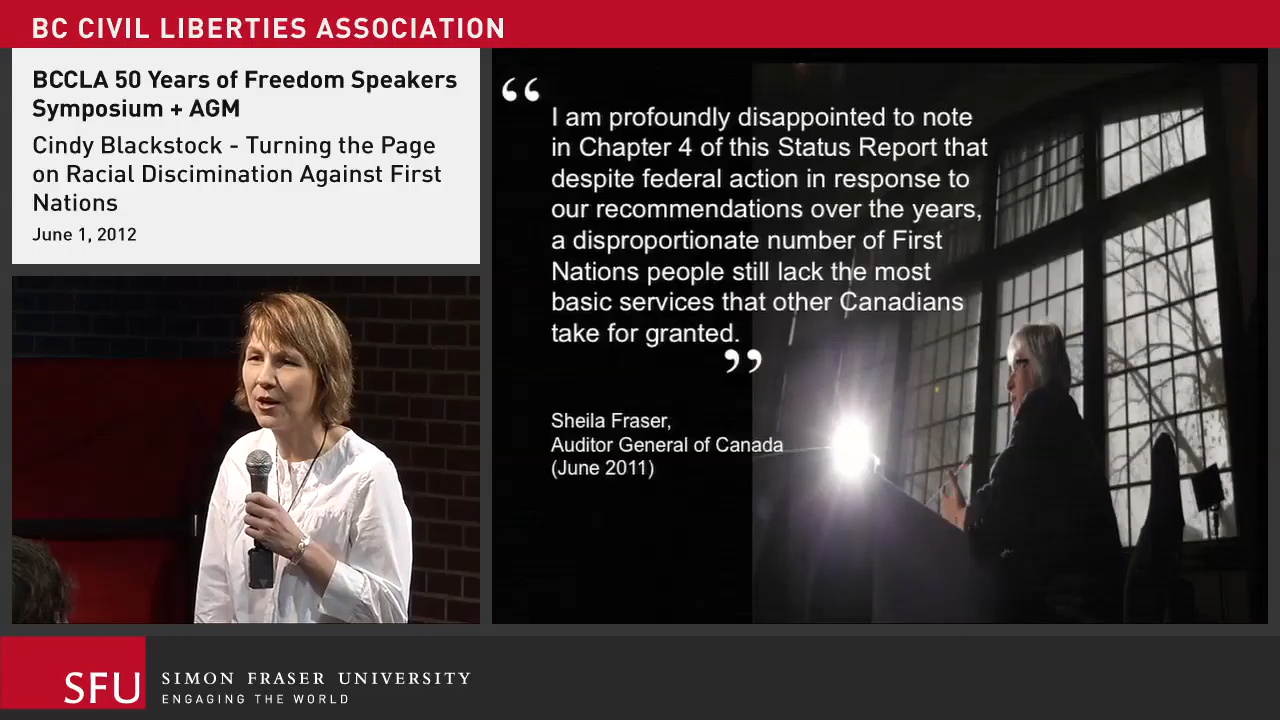 BC CIVIL LIBERTIES ASSOCIATION
BCCLA 50 Years of Freedom Speakers
Symposium + AGM
Cindy Blackstock - Turning the Page
on Racial Discimination Against First
Nations
June 1, 2012
“
I am profoundly disappointed to note
in Chapter 4 of this Status Report that
despite federal action in response to
our recommendations over the years,
a disproportionate number of First
Nations people still lack the most
basic services that other Canadians
take for granted.
”
Sheila Fraser,
Auditor General of Canada
(June 2011)
SFU
SIMON FRASER UNIVERSITY
ENGAGING THE WORLD